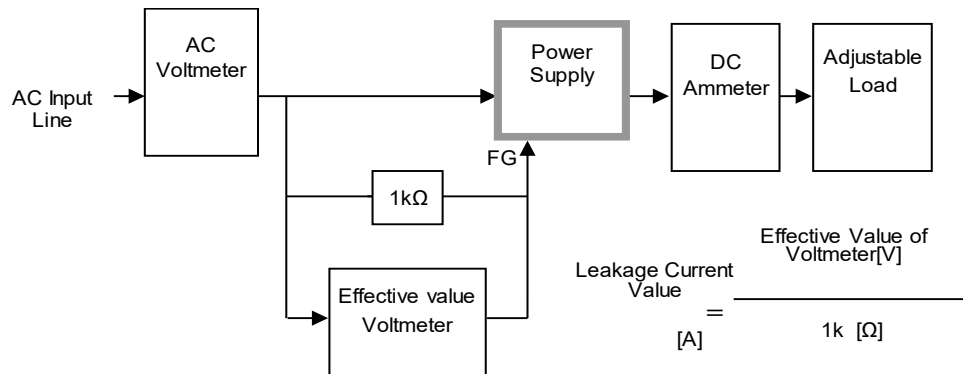 AC
Voltmeter
Power
Supply
DC
Ammeter
Adjustable
Load
AC Input
Line
FG
1kΩ
Effective value
Voltmeter
Effective Value of
Voltmeter[V]
Leakage Current
Value
=
[A]
1k [Ω]